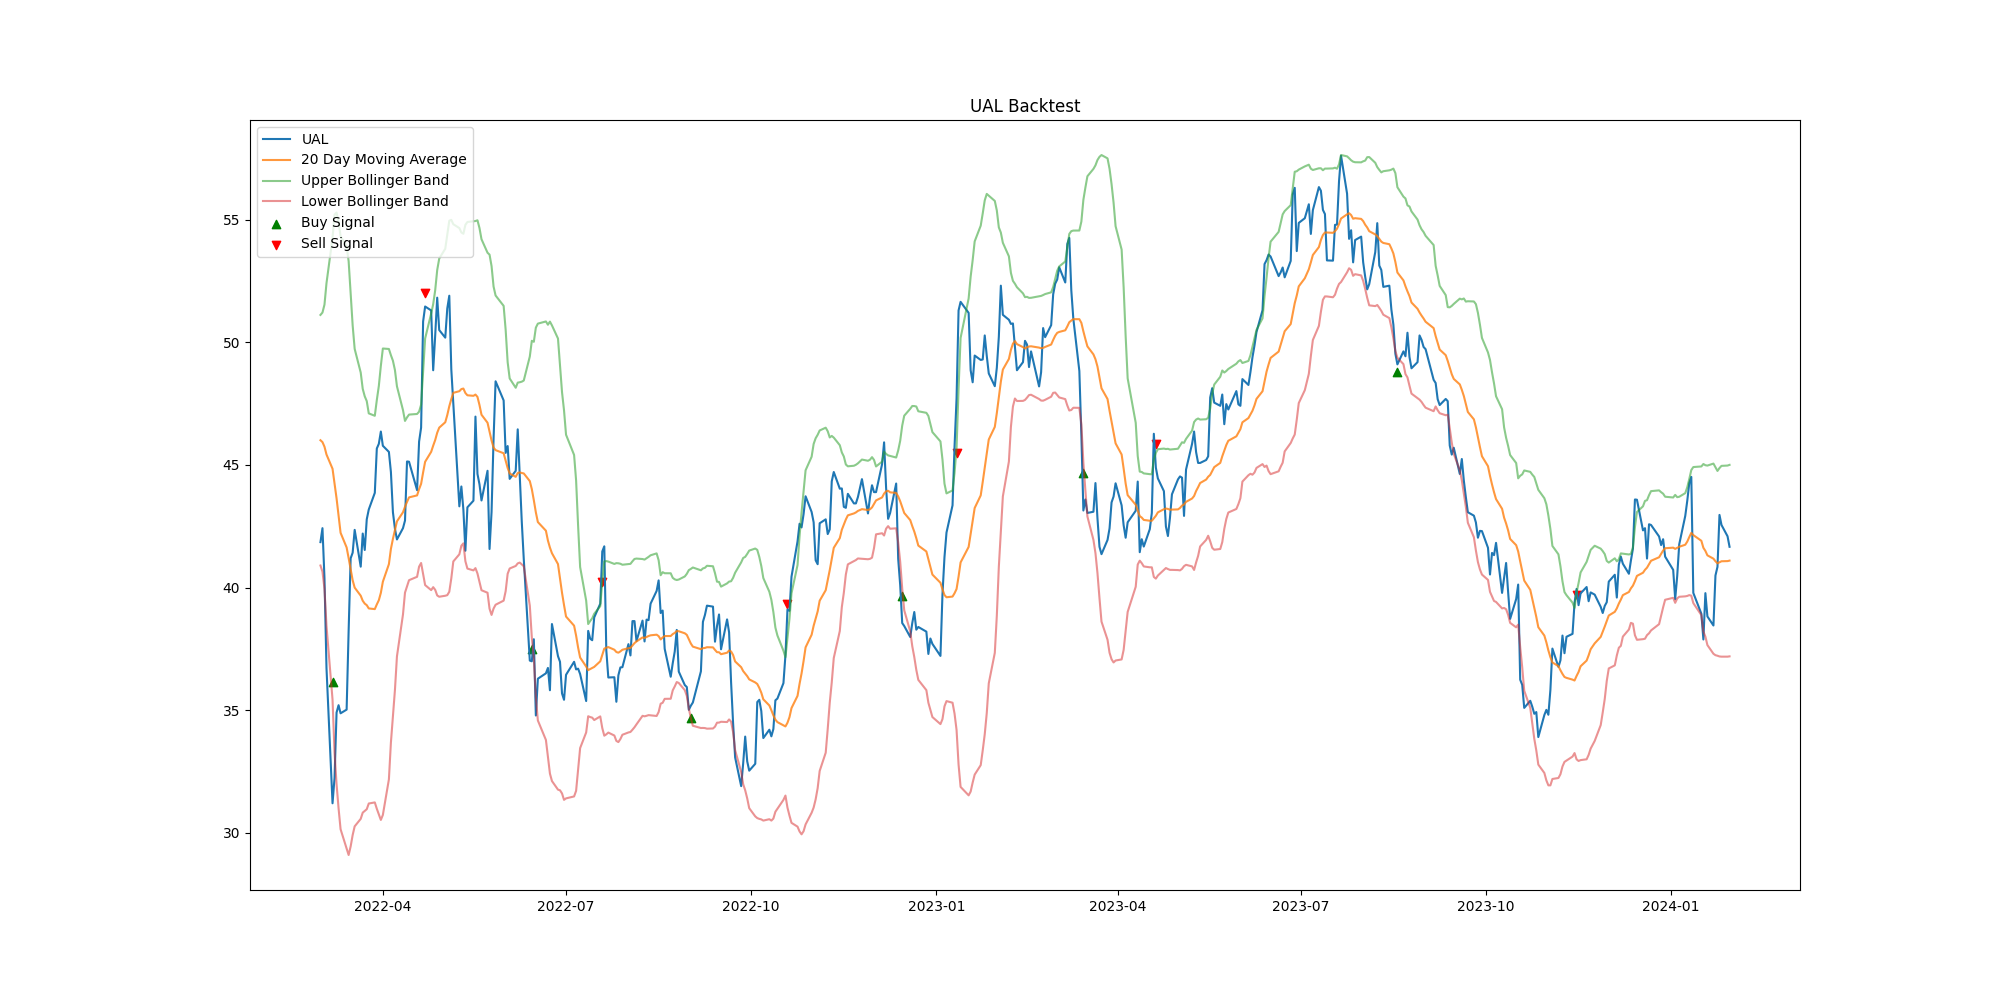 UAL Backtest
UAL
20 Day Moving Average
Upper Bollinger Band
Lower Bollinger Band
Buy Signal
Sell Signal
55
50
45
40
35
30
2022-04
2022-07
2022-10
2023-01
2023-04
2023-07
2023-10
2024-01